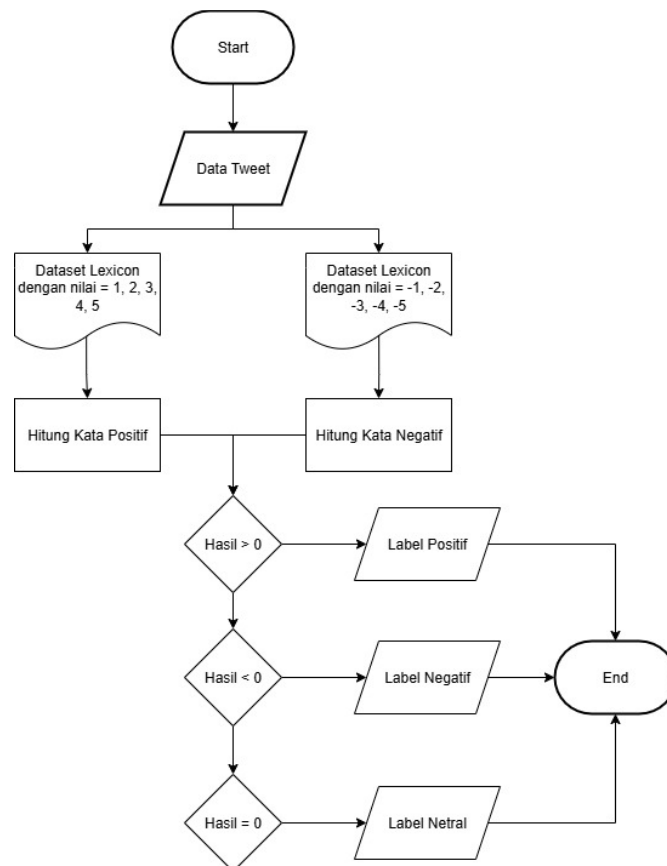 Start
Data Tweet
Dataset Lexicon
dengan nilai = 1, 2, 3,
4, 5
Dataset Lexicon
dengan nilai = -1, -2,
-3, -4, -5
Hitung Kata Positif
Hitung Kata Negatif
Hasil > 0
Label Positif
Hasil < 0
Label Negatif
End
Hasil = 0
Label Netral